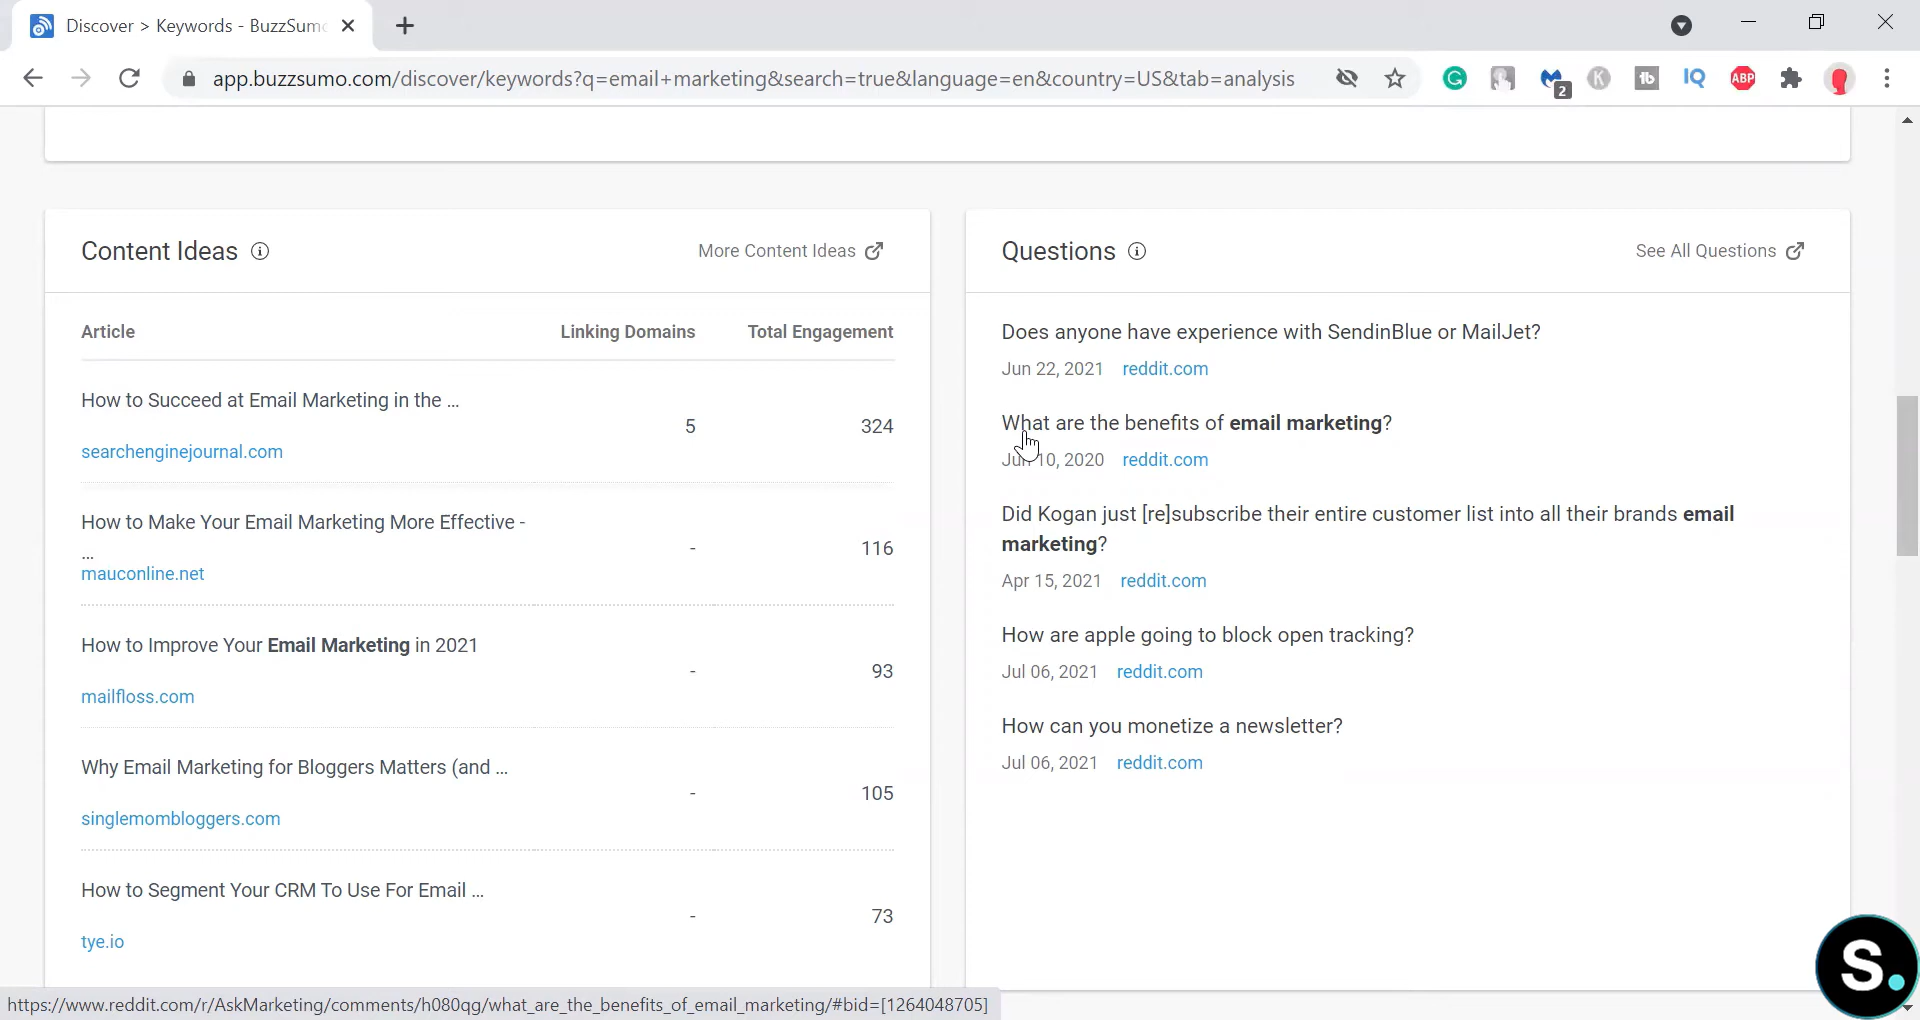 Discover > Keywords - BuzzSum
app.buzzsumo.com/discover/keywords?q=email+marketing&search=true&language=en&country=US&tab=analysis
2
K
tb
IQ
ABP
Content Ideas
More Content Ideas
Article Linking Domains Total Engagement
How to Succeed at Email Marketing in the ...
5 324
searchenginejournal.com
How to Make Your Email Marketing More Effective -
...
- 116
mauconline.net
How to Improve Your Email Marketing in 2021
- 93
mailfloss.com
Why Email Marketing for Bloggers Matters (and ...
- 105
singlemombloggers.com
How to Segment Your CRM To Use For Email ...
- 73
tye.io
Questions
See All Questions
Does anyone have experience with SendinBlue or MailJet?
Jun 22, 2021 reddit.com
What are the benefits of email marketing?
Jun 10, 2020 reddit.com
Did Kogan just [re]subscribe their entire customer list into all their brands email
marketing?
Apr 15, 2021 reddit.com
How are apple going to block open tracking?
Jul 06, 2021 reddit.com
How can you monetize a newsletter?
Jul 06, 2021 reddit.com
S.
https://www.reddit.com/r/AskMarketing/comments/h080qg/what_are_the_benefits_of_email_marketing/#bid=[1264048705]